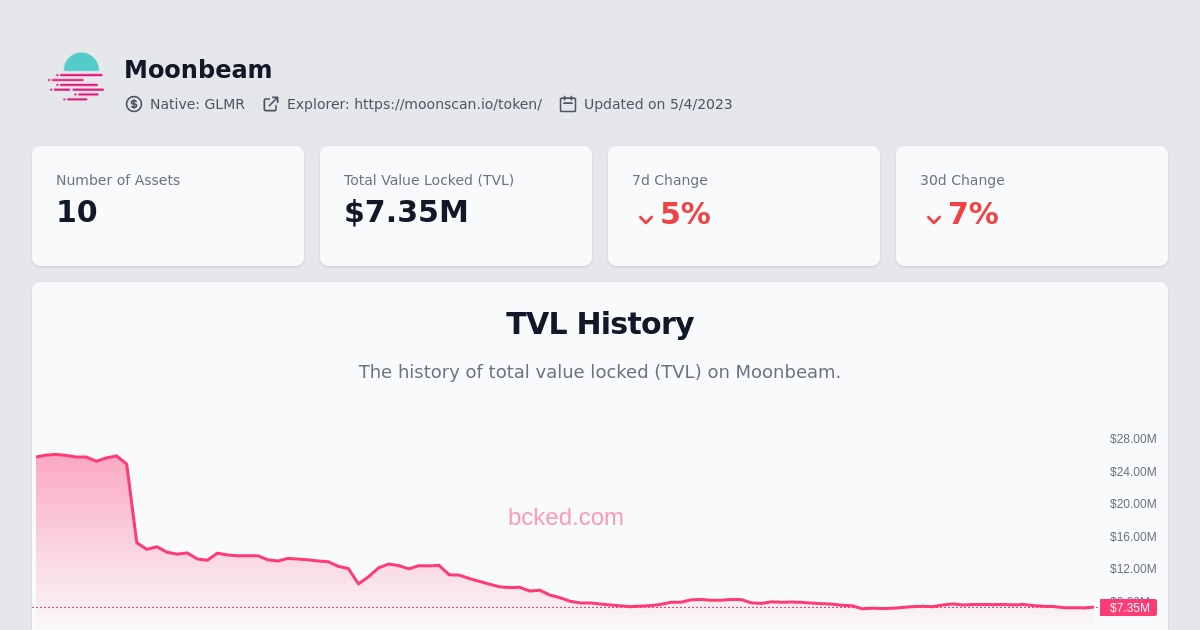 Moonbeam
Native: GLMR Explorer: https://moonscan.io/token/ Updated on 5/4/2023
Number of Assets
10
Total Value Locked (TVL)
$7.35M
7d Change
5%
30d Change
7%
TVL History
The history of total value locked (TVL) on Moonbeam.
$28.00M
$24.00M
$20.00M
bcked.com
$16.00M
$12.00M
$7.35M